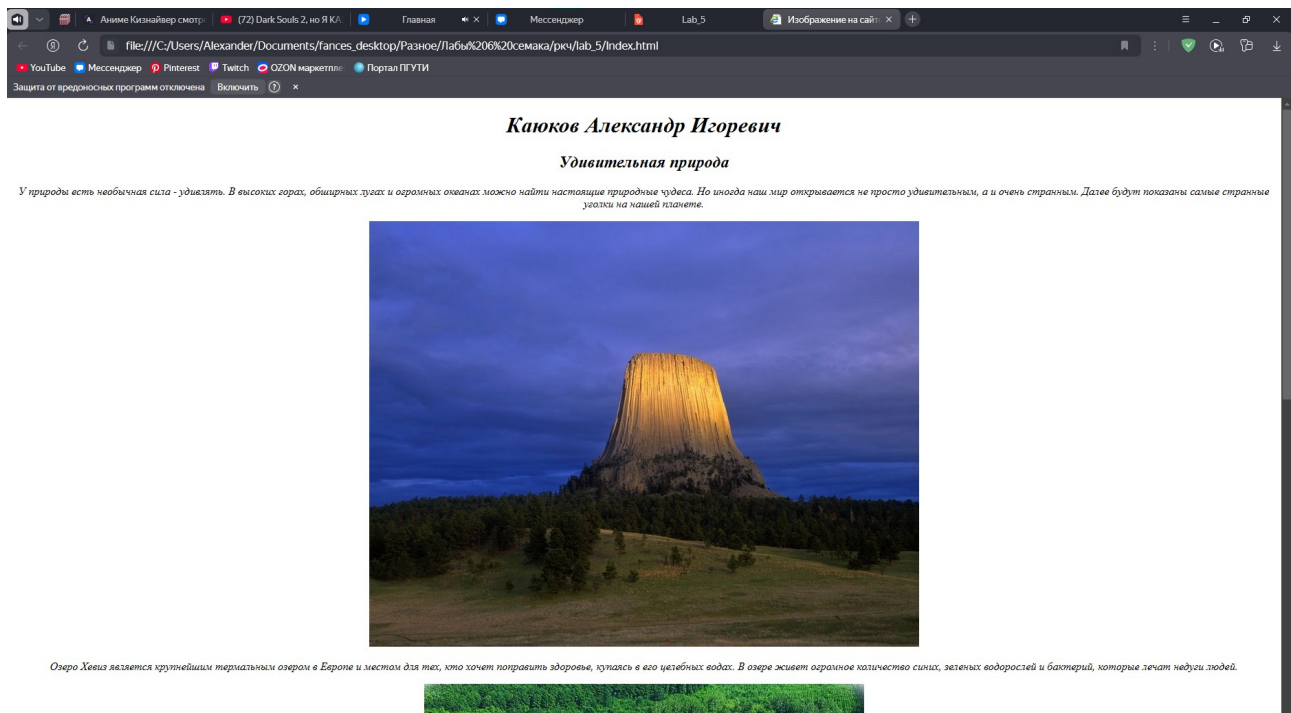 Аниме Кизнайвер смотр
(72) Dark Souls 2, но Я КА
Главная
Мессенджер
Lab_5
Изображение на сайт
file:///C:/Users/Alexander/Documents/fances_desktop/Разное/Лабы%206%20семака/ркч/lab_5/Index.html
YouTube Мессенджер Pinterest Twitch OZON маркетпле Портал ПГУТИ
Защита от вредоносных программ отключена Включить
Каюков Александр Игоревич
Удивительная природа
У природы есть необычная сила - удивлять. В высоких горах, обширных лугах и огромных океанах можно найти настоящие природные чудеса. Но иногда наш мир открывается не просто удивительным, а и очень странным. Далее будут показаны самые странные
уголки на нашей планете.
Озеро Хевиз является крупнейшим термальным озером в Европе и местом для тех, кто хочет поправить здоровье, купаясь в его целебных водах. В озере живет огромное количество синих, зеленых водорослей и бактерий, которые лечат недуги людей.